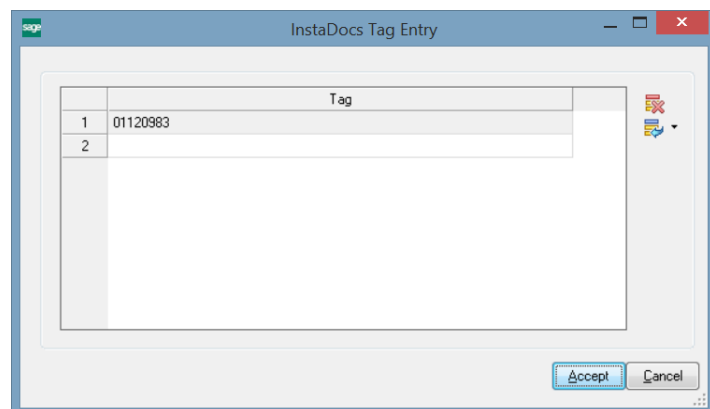 sage
InstaDocs Tag Entry
Tag
1 01120983
2
Accept Cancel